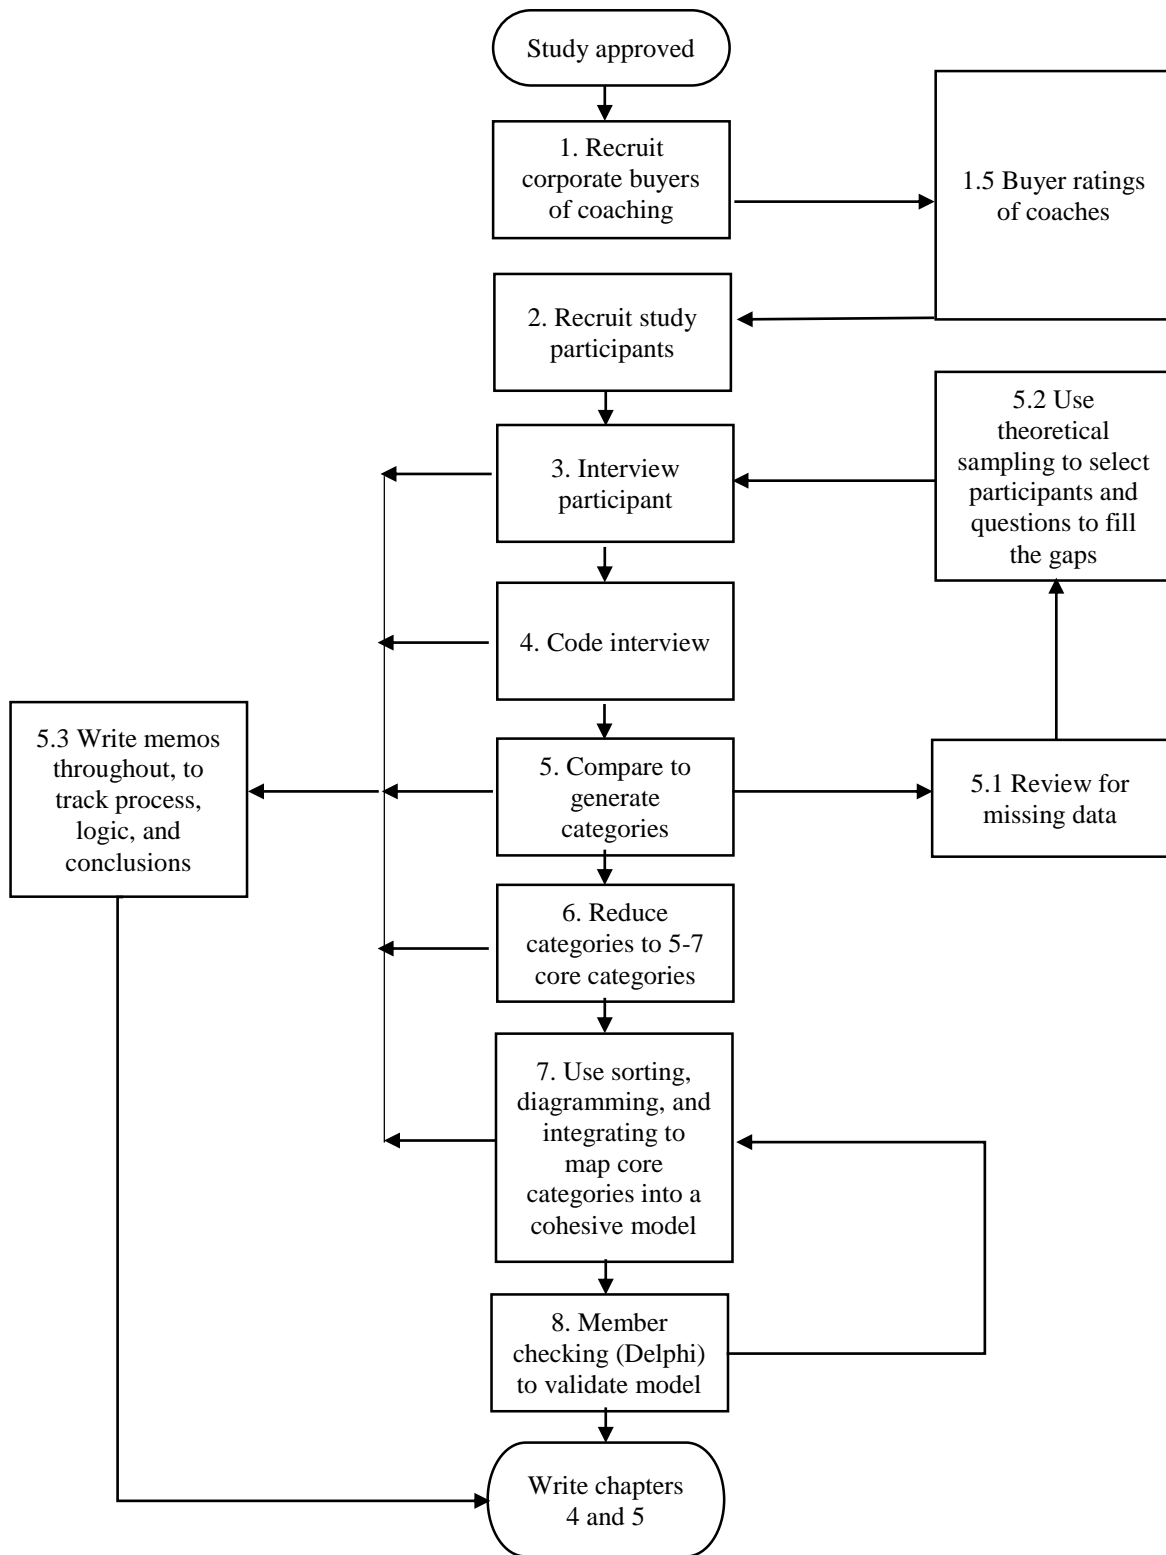 Study approved
1. Recruit
corporate buyers
of coaching
1.5 Buyer ratings
of coaches
2. Recruit study
participants
5.2 Use
theoretical
sampling to select
participants and
questions to fill
the gaps
3. Interview
participant
4. Code interview
5.3 Write memos
throughout, to
track process,
logic, and
conclusions
5. Compare to
generate
categories
5.1 Review for
missing data
6. Reduce
categories to 5-7
core categories
7. Use sorting,
diagramming, and
integrating to
map core
categories into a
cohesive model
8. Member
checking (Delphi)
to validate model
Write chapters
4 and 5